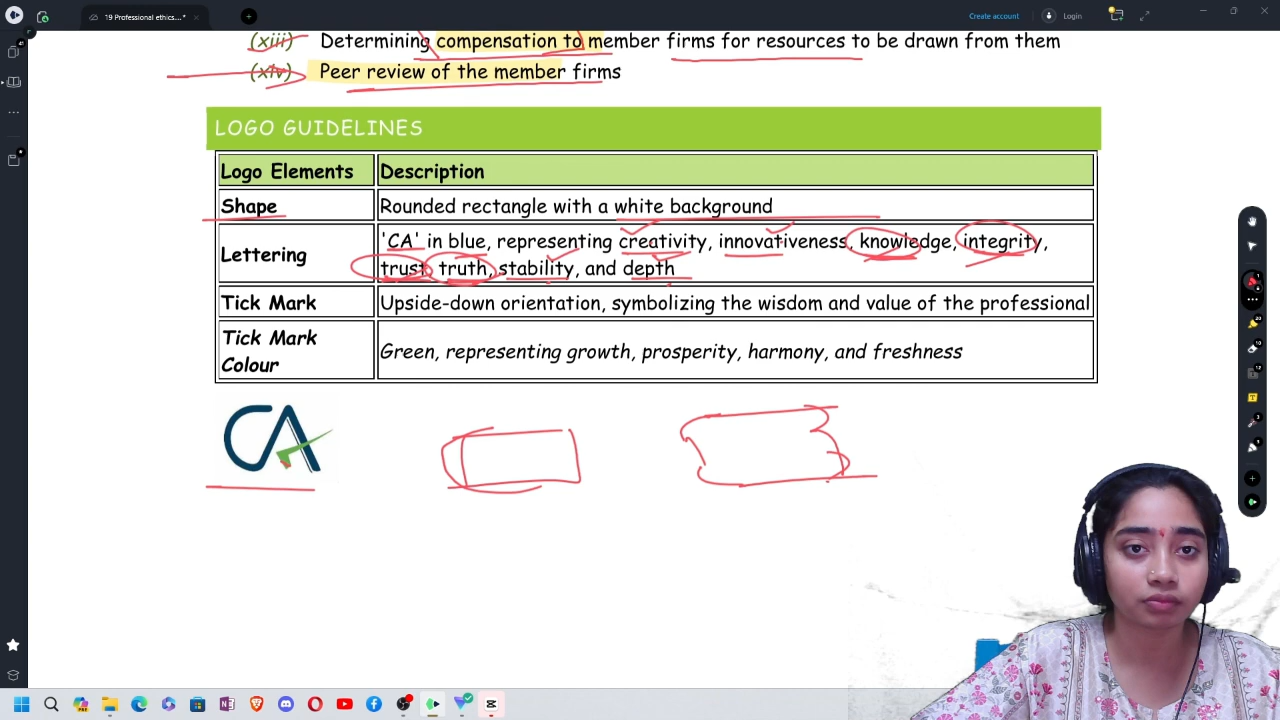 19 Professional ethics....*
Create account
Login
(xiii) Determining compensation to member firms for resources to be drawn from them
(xiv) Peer review of the member firms
LOGO GUIDELINES
Logo Elements Description
Shape Rounded rectangle with a white background
Lettering 'CA' in blue, representing creativity, innovativeness, knowledge, integrity,
trust, truth, stability, and depth
Tick Mark Upside-down orientation, symbolizing the wisdom and value of the professional
Tick Mark
Colour
Green, representing growth, prosperity, harmony, and freshness
CA